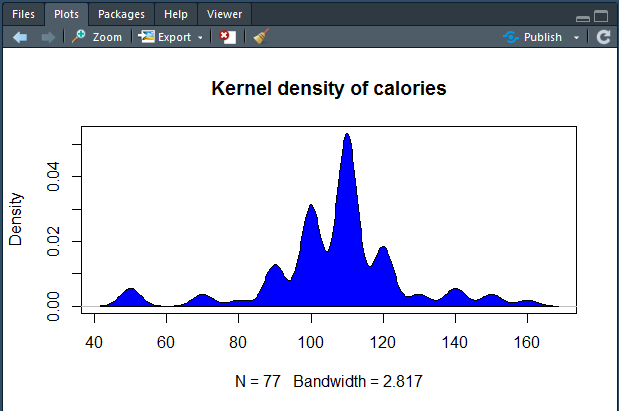 Files Plots Packages Help Viewer
Zoom Export Publish
Kernel density of calories
Density
0.04
0.02
0.00
40 60 80 100 120 140 160
N = 77 Bandwidth = 2.817